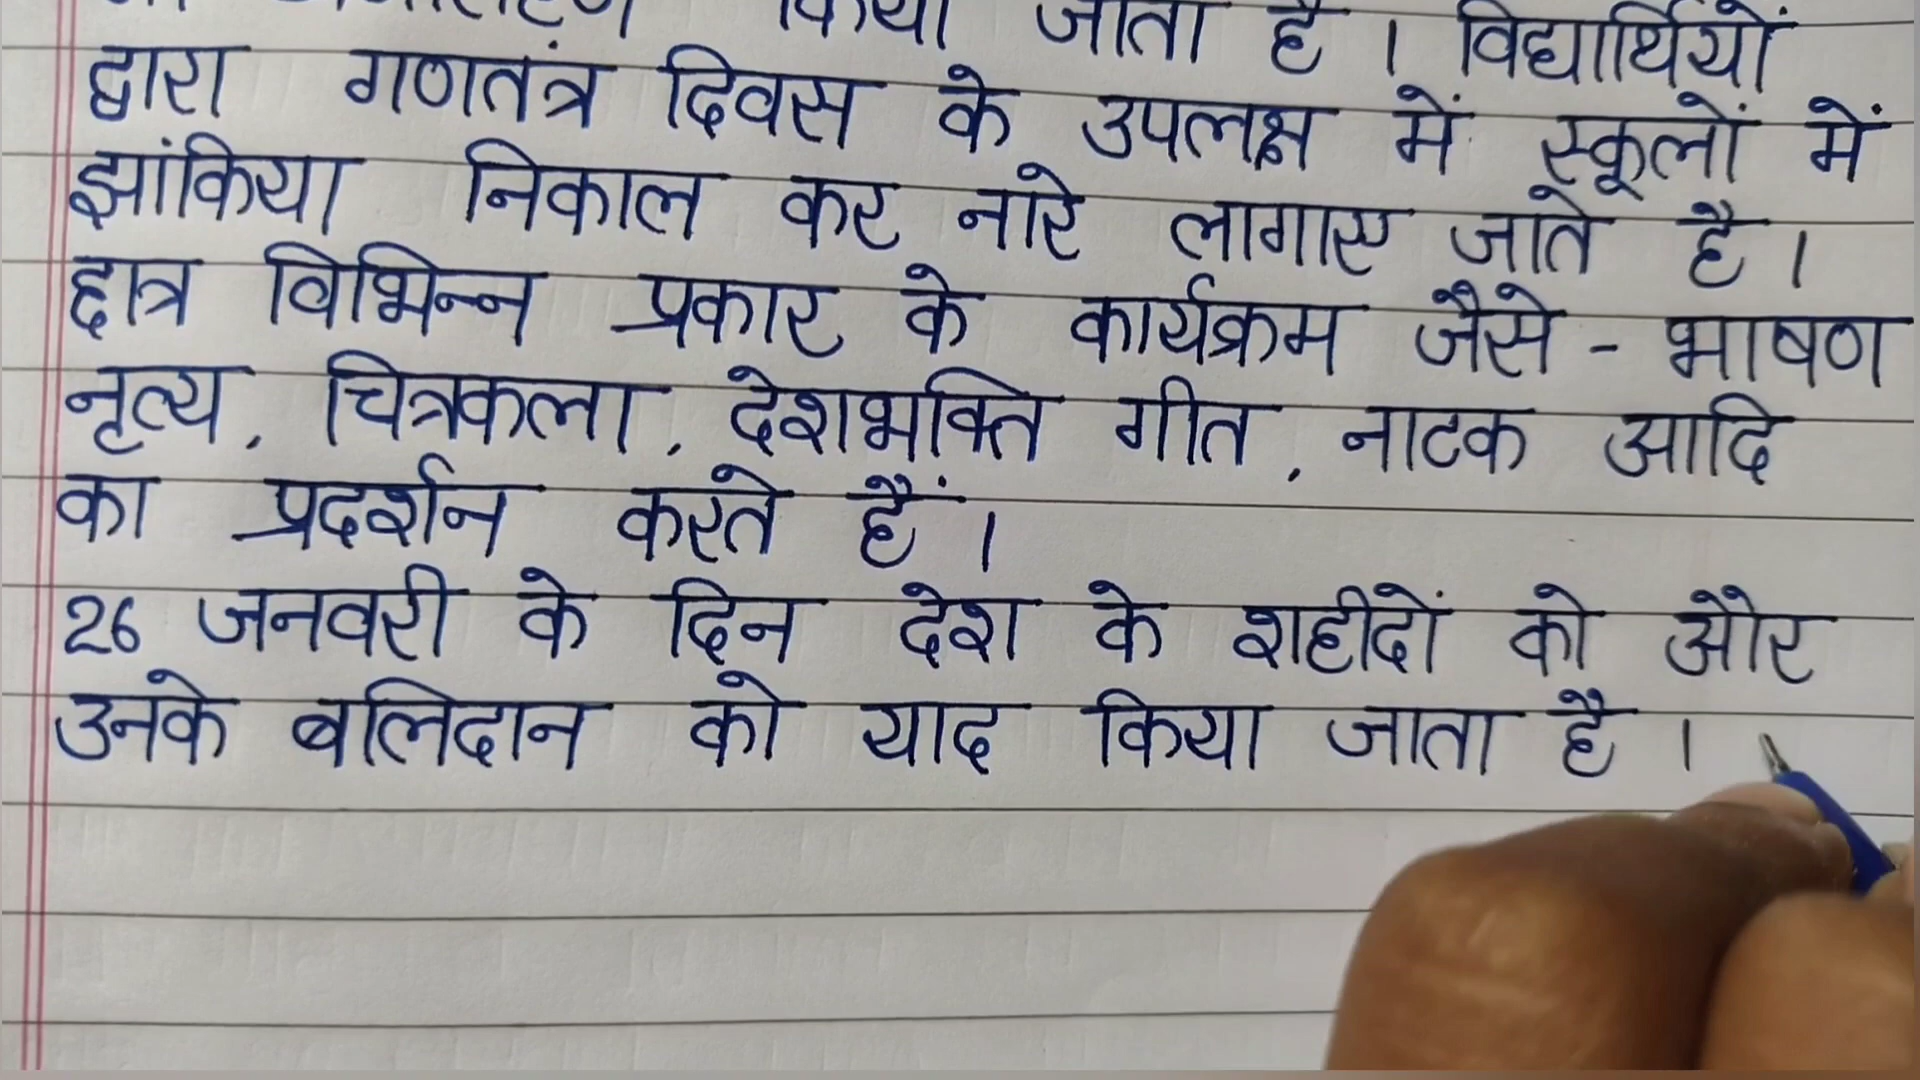 किया जाता है । विद्यार्थियों
द्वारा गणतंत्र दिवस के उपलक्ष में स्कूलों में
झांकिया निकाल कर नारे लागाए जाते है ।
छात्र विभिन्न प्रकार के कार्यक्रम जैसे - भाषण
नृत्य, चित्रकला, देशभक्ति गीत, नाटक आदि
का प्रदर्शन करते हैं ।
26 जनवरी के दिन देश के शहीदों को और
उनके बलिदान को याद किया जाता है ।